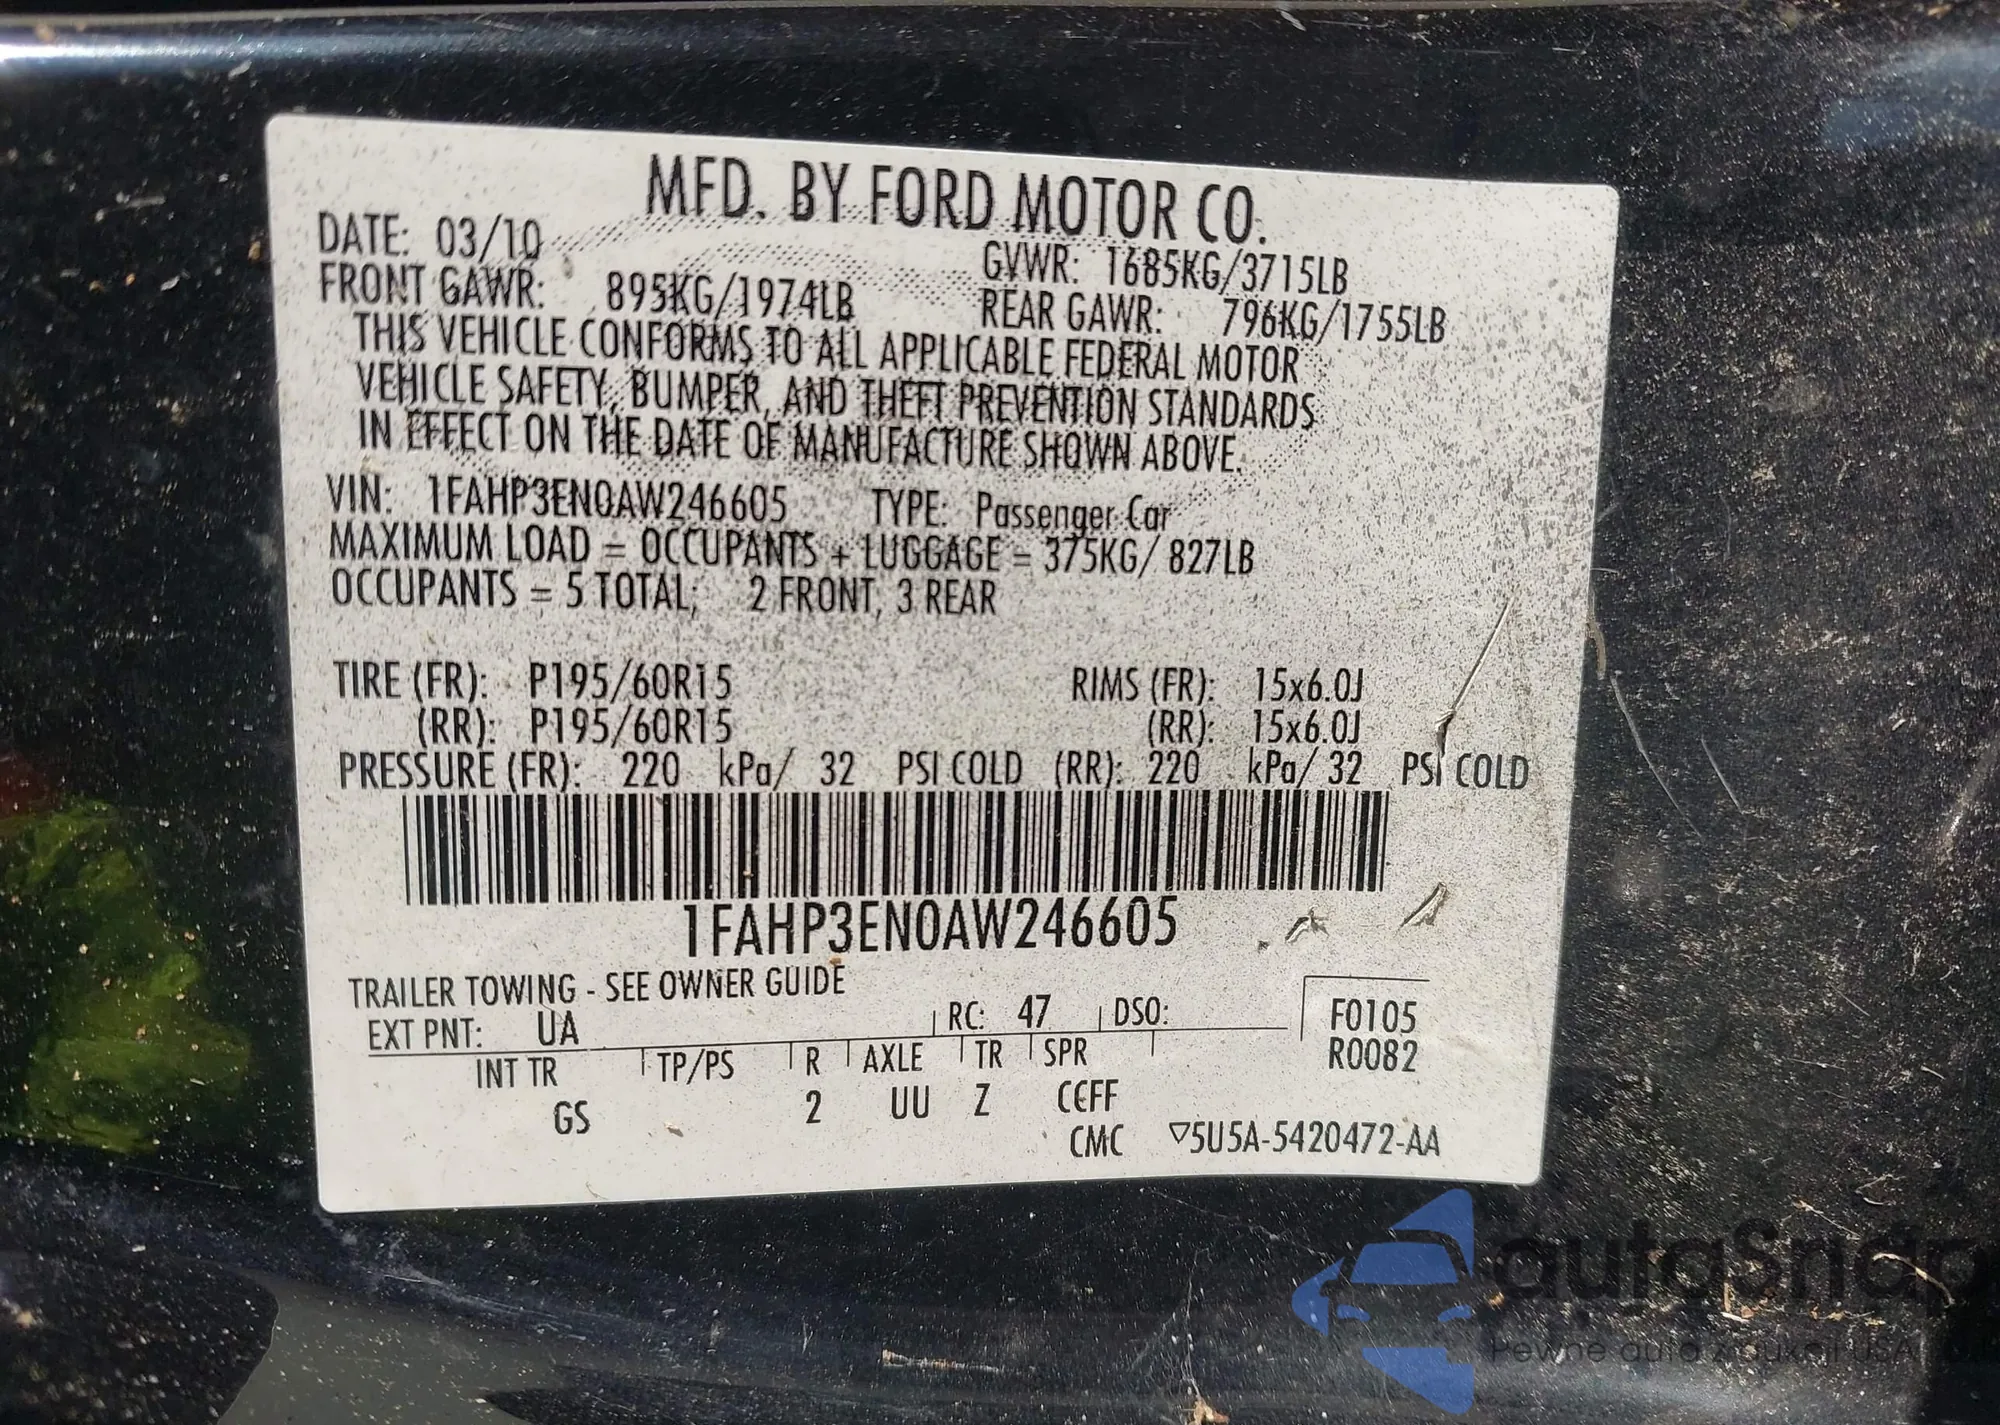 MFD. BY FORD MOTOR CO.
DATE: 03/10
GVWR: 1685KG/3715LB
FRONT GAWR: 895KG/1974LB
REAR GAWR: 796KG/1755LB
THIS VEHICLE CONFORMS TO ALL APPLICABLE FEDERAL MOTOR
VEHICLE SAFETY, BUMPER, AND THEFT PREVENTION STANDARDS
IN EFFECT ON THE DATE OF MANUFACTURE SHOWN ABOVE.
VIN: 1FAHP3EN0AW246605 TYPE: Passenger Car
MAXIMUM LOAD = OCCUPANTS + LUGGAGE = 375KG/ 827LB
OCCUPANTS = 5 TOTAL; 2 FRONT, 3 REAR
TIRE (FR): P195/60R15 RIMS (FR): 15x6.0J
(RR): P195/60R15 (RR): 15x6.0J
PRESSURE (FR): 220 kPa/ 32 PSI COLD (RR): 220 kPa/ 32 PSI COLD
1FAHP3EN0AW246605
TRAILER TOWING - SEE OWNER GUIDE
EXT PNT: UA RC: 47 DSO:
F0105
R0082
INT TR TP/PS R AXLE TR SPR
GS 2 UU Z CEFF
CMC ▽5U5A-5420472-AA
autasnap
Pewne auta z aukcji USA